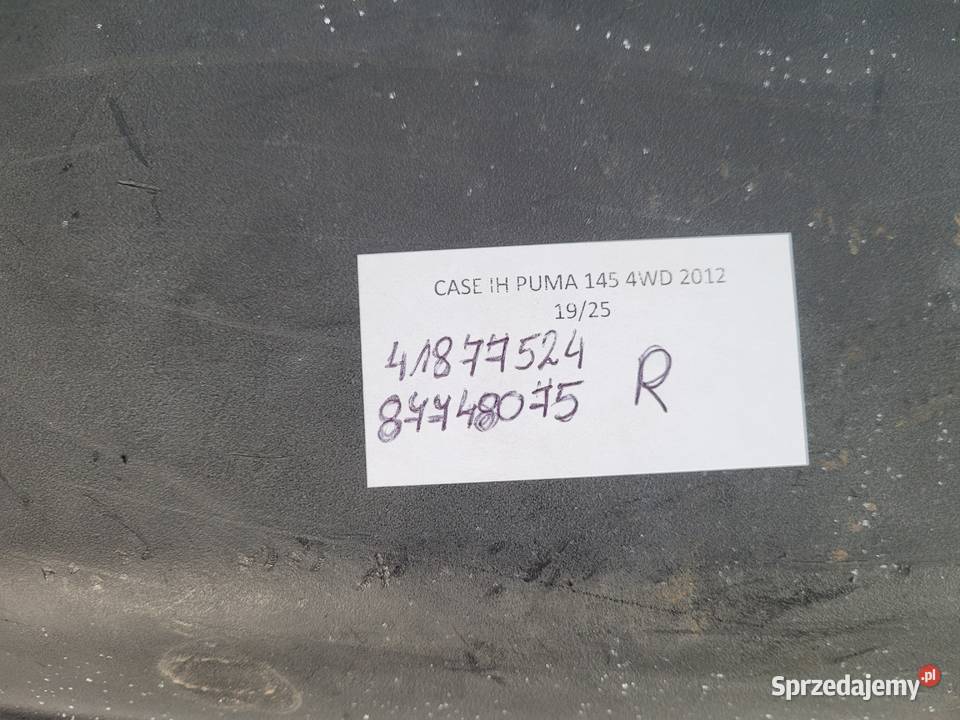 CASE IH PUMA 145 4WD 2012
19/25
41877524
87748075
R
Sprzedajemy.pl